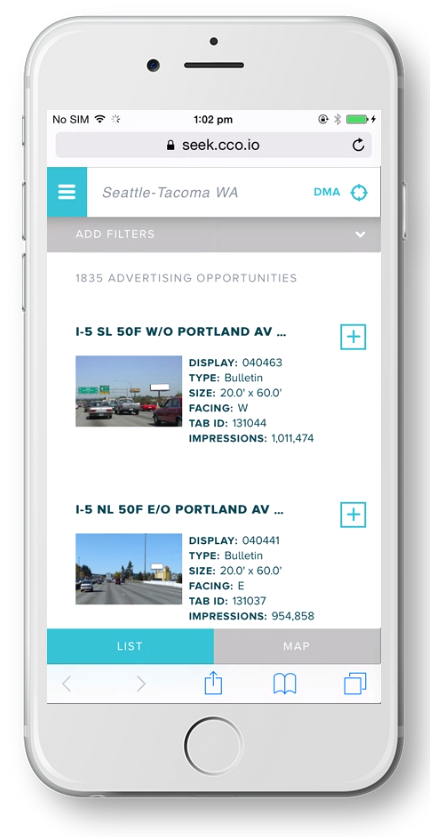 No SIM 1:02 pm
seek.cco.io
Seattle-Tacoma WA DMA
ADD FILTERS
1835 ADVERTISING OPPORTUNITIES
I-5 SL 50F W/O PORTLAND AV ...
DISPLAY: 040463
TYPE: Bulletin
SIZE: 20.0' x 60.0'
FACING: W
TAB ID: 131044
IMPRESSIONS: 1,011,474
I-5 NL 50F E/O PORTLAND AV ...
DISPLAY: 040441
TYPE: Bulletin
SIZE: 20.0' x 60.0'
FACING: E
TAB ID: 131037
IMPRESSIONS: 954,858
LIST MAP